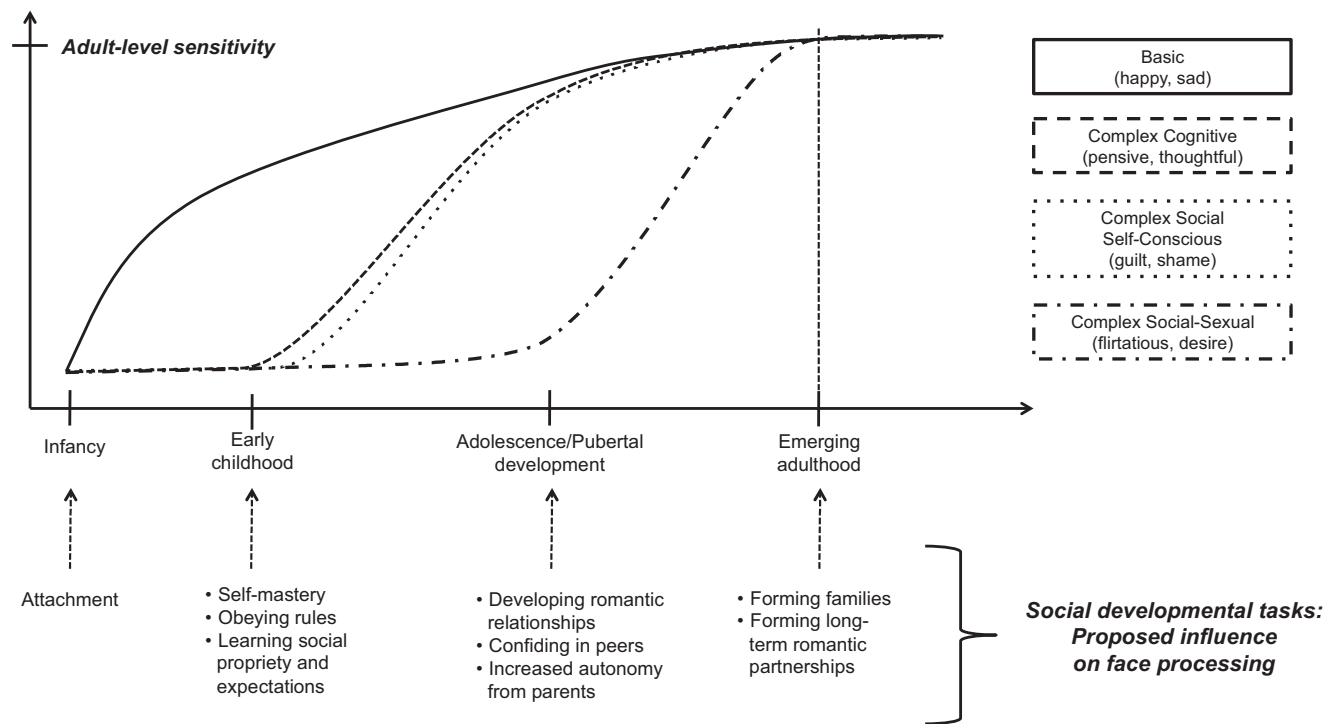 Adult-level sensitivity
Basic
(happy, sad)
Complex Cognitive
(pensive, thoughtful)
Complex Social
Self-Conscious
(guilt, shame)
Complex Social-Sexual
(flirtatious, desire)
Infancy
Early
childhood
Adolescence/Pubertal
development
Emerging
adulthood
Attachment
• Self-mastery
• Obeying rules
• Learning social
propriety and
expectations
• Developing romantic
relationships
• Confiding in peers
• Increased autonomy
from parents
• Forming families
• Forming long-
term romantic
partnerships
Social developmental tasks:
Proposed influence
on face processing